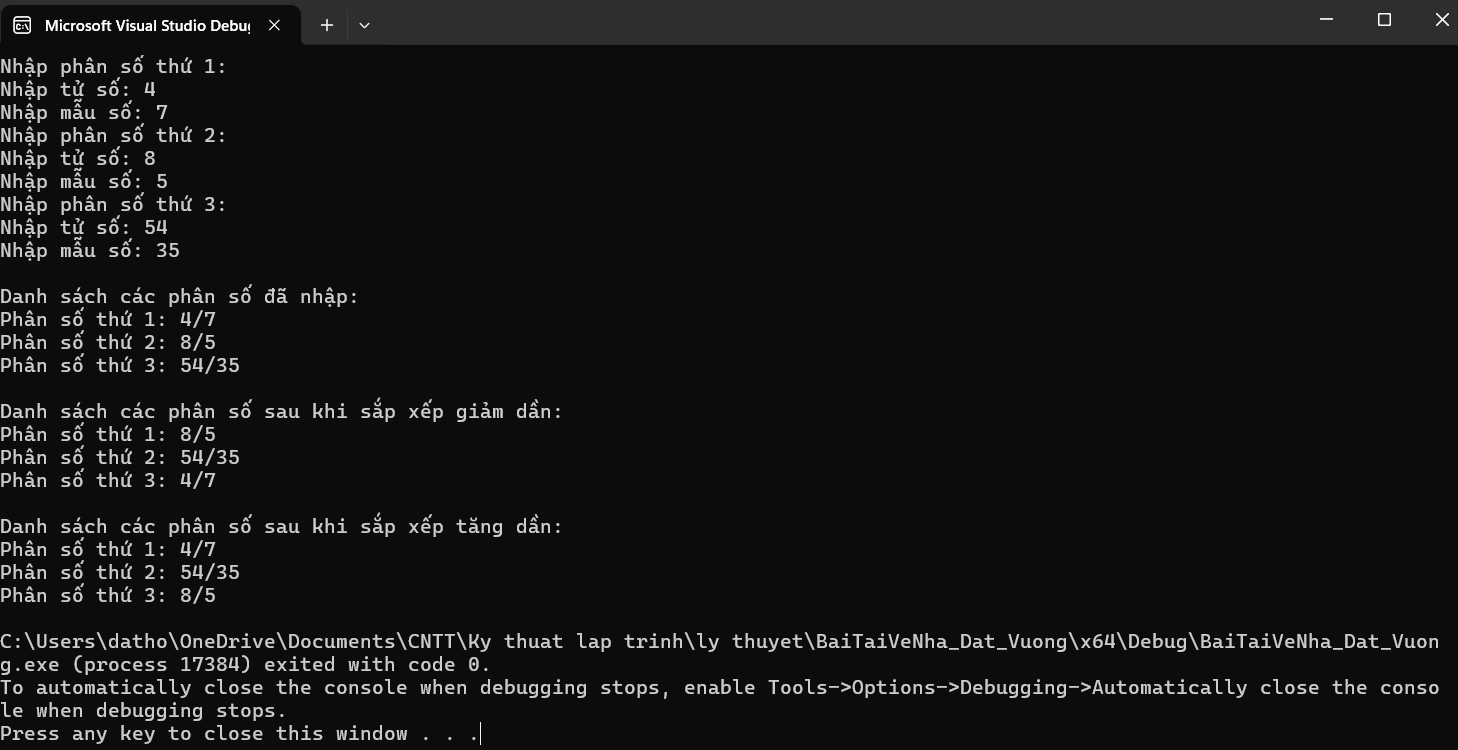 Microsoft Visual Studio Debu
Nhập phân số thứ 1:
Nhập tử số: 4
Nhập mẫu số: 7
Nhập phân số thứ 2:
Nhập tử số: 8
Nhập mẫu số: 5
Nhập phân số thứ 3:
Nhập tử số: 54
Nhập mẫu số: 35
Danh sách các phân số đã nhập:
Phân số thứ 1: 4/7
Phân số thứ 2: 8/5
Phân số thứ 3: 54/35
Danh sách các phân số sau khi sắp xếp giảm dần:
Phân số thứ 1: 8/5
Phân số thứ 2: 54/35
Phân số thứ 3: 4/7
Danh sách các phân số sau khi sắp xếp tăng dần:
Phân số thứ 1: 4/7
Phân số thứ 2: 54/35
Phân số thứ 3: 8/5
C:\Users\datho\OneDrive\Documents\CNTT\Ky thuat lap trinh\ly thuyet\BaiTaiVeNha_Dat_Vuong\x64\Debug\BaiTaiVeNha_Dat_Vuon
g.exe (process 17384) exited with code 0.
To automatically close the console when debugging stops, enable Tools->Options->Debugging->Automatically close the conso
le when debugging stops.
Press any key to close this window . . .